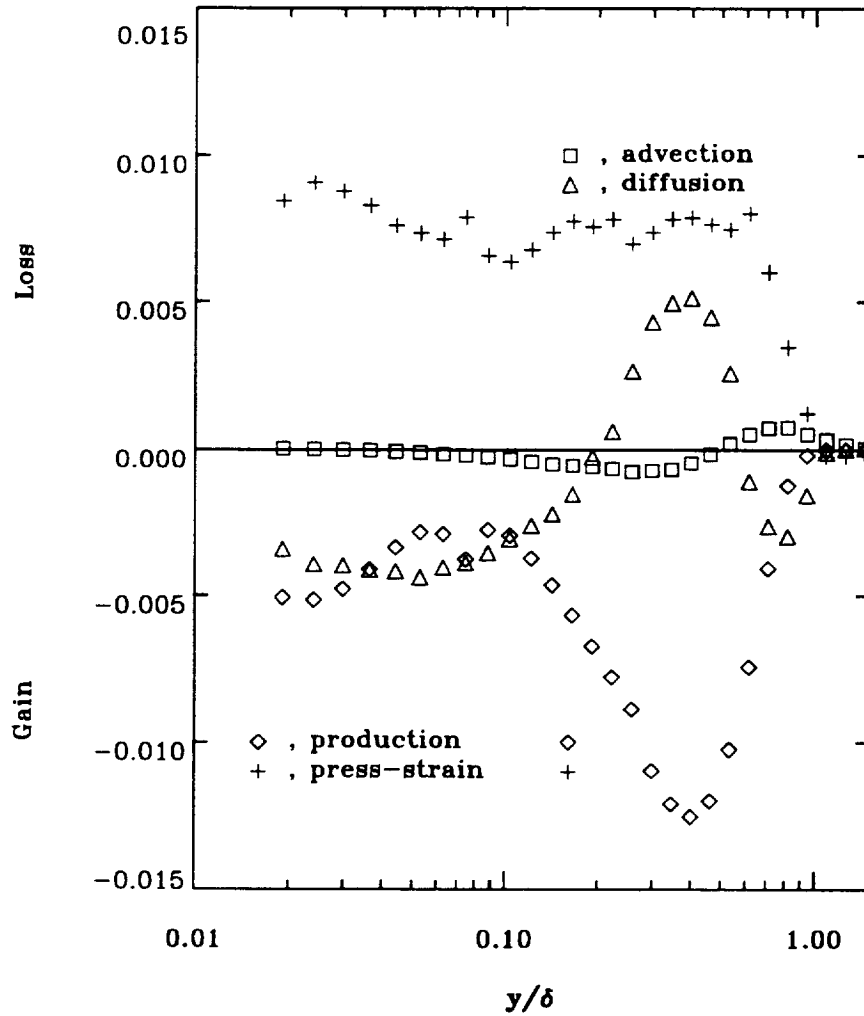 0.015
0.010
0.005
0.000
−0.005
−0.010
−0.015
Loss
Gain
□ , advection
△ , diffusion
◇ , production
+ , press−strain
0.01
0.10
1.00
y/δ